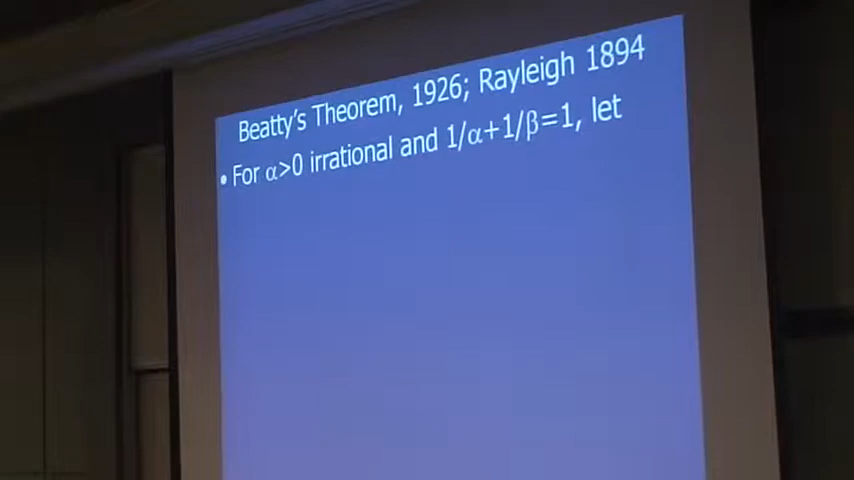 Beatty's Theorem, 1926; Rayleigh 1894
• For α>0 irrational and 1/α+1/β=1, let